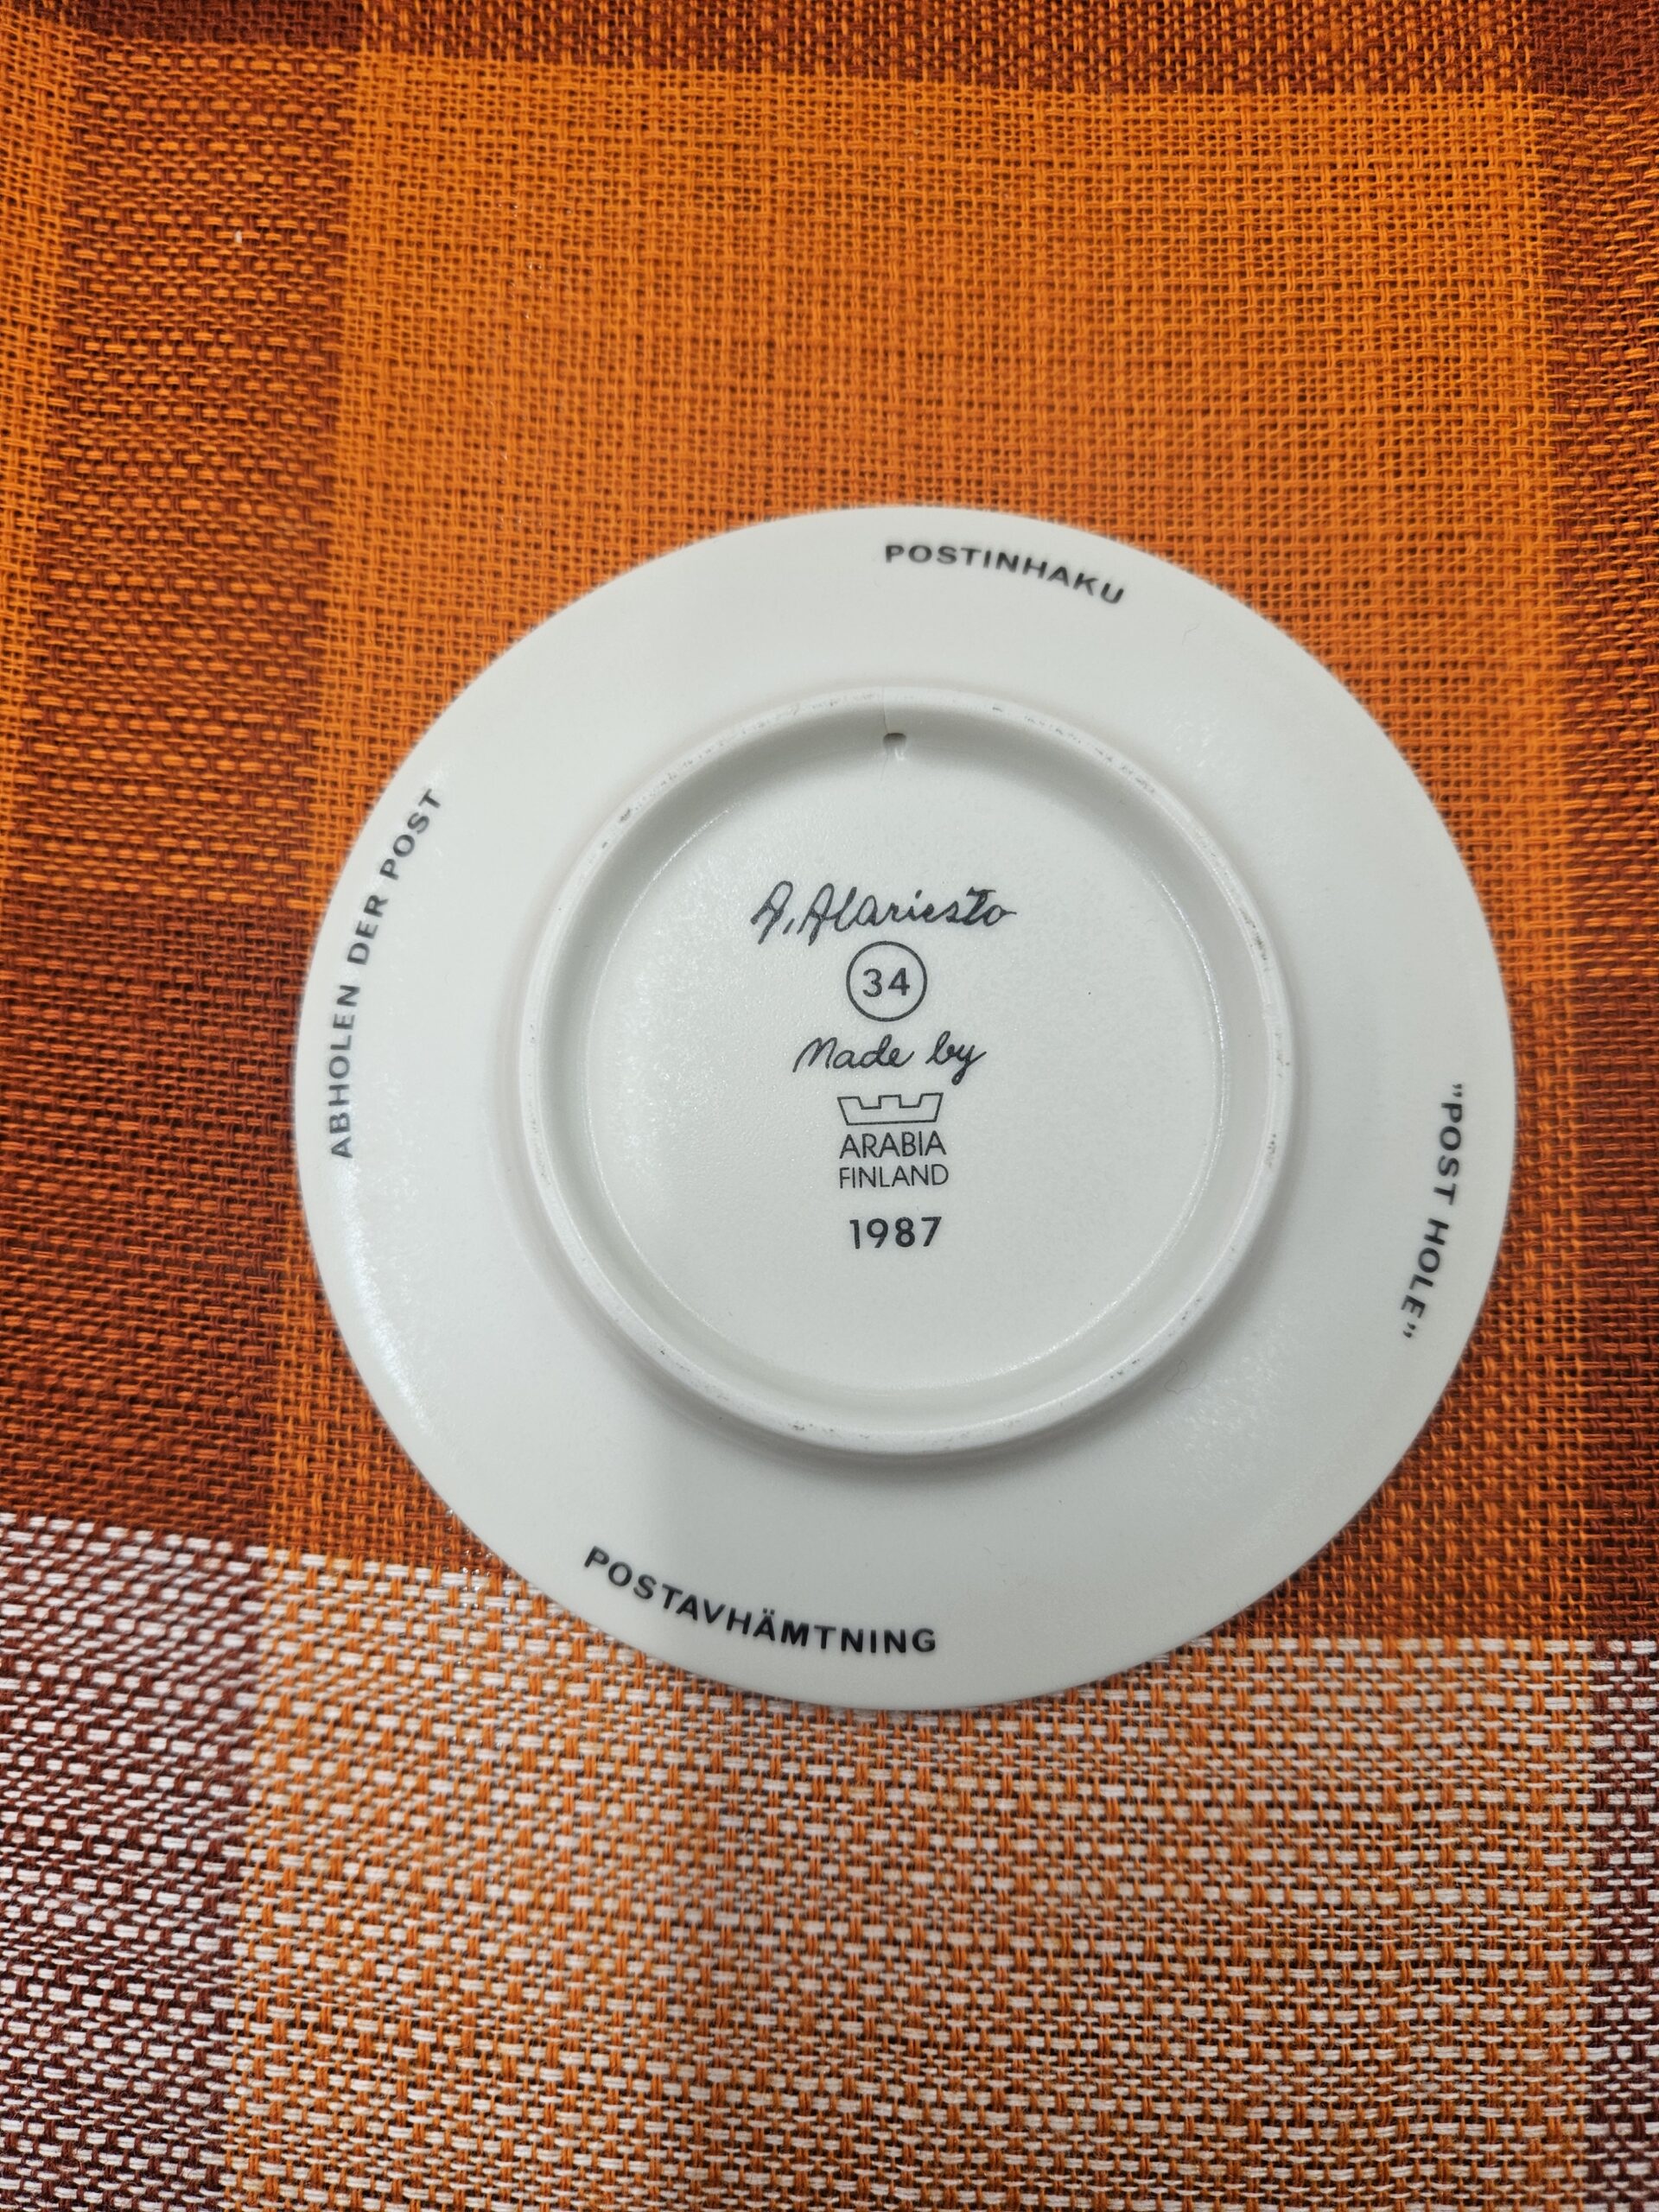 POSTINHAKU
ABHOLEN DER POST
"POST HOLE"
A. Alariesto
34
Made by
ARABIA
FINLAND
1987
POSTAVHÄMTNING